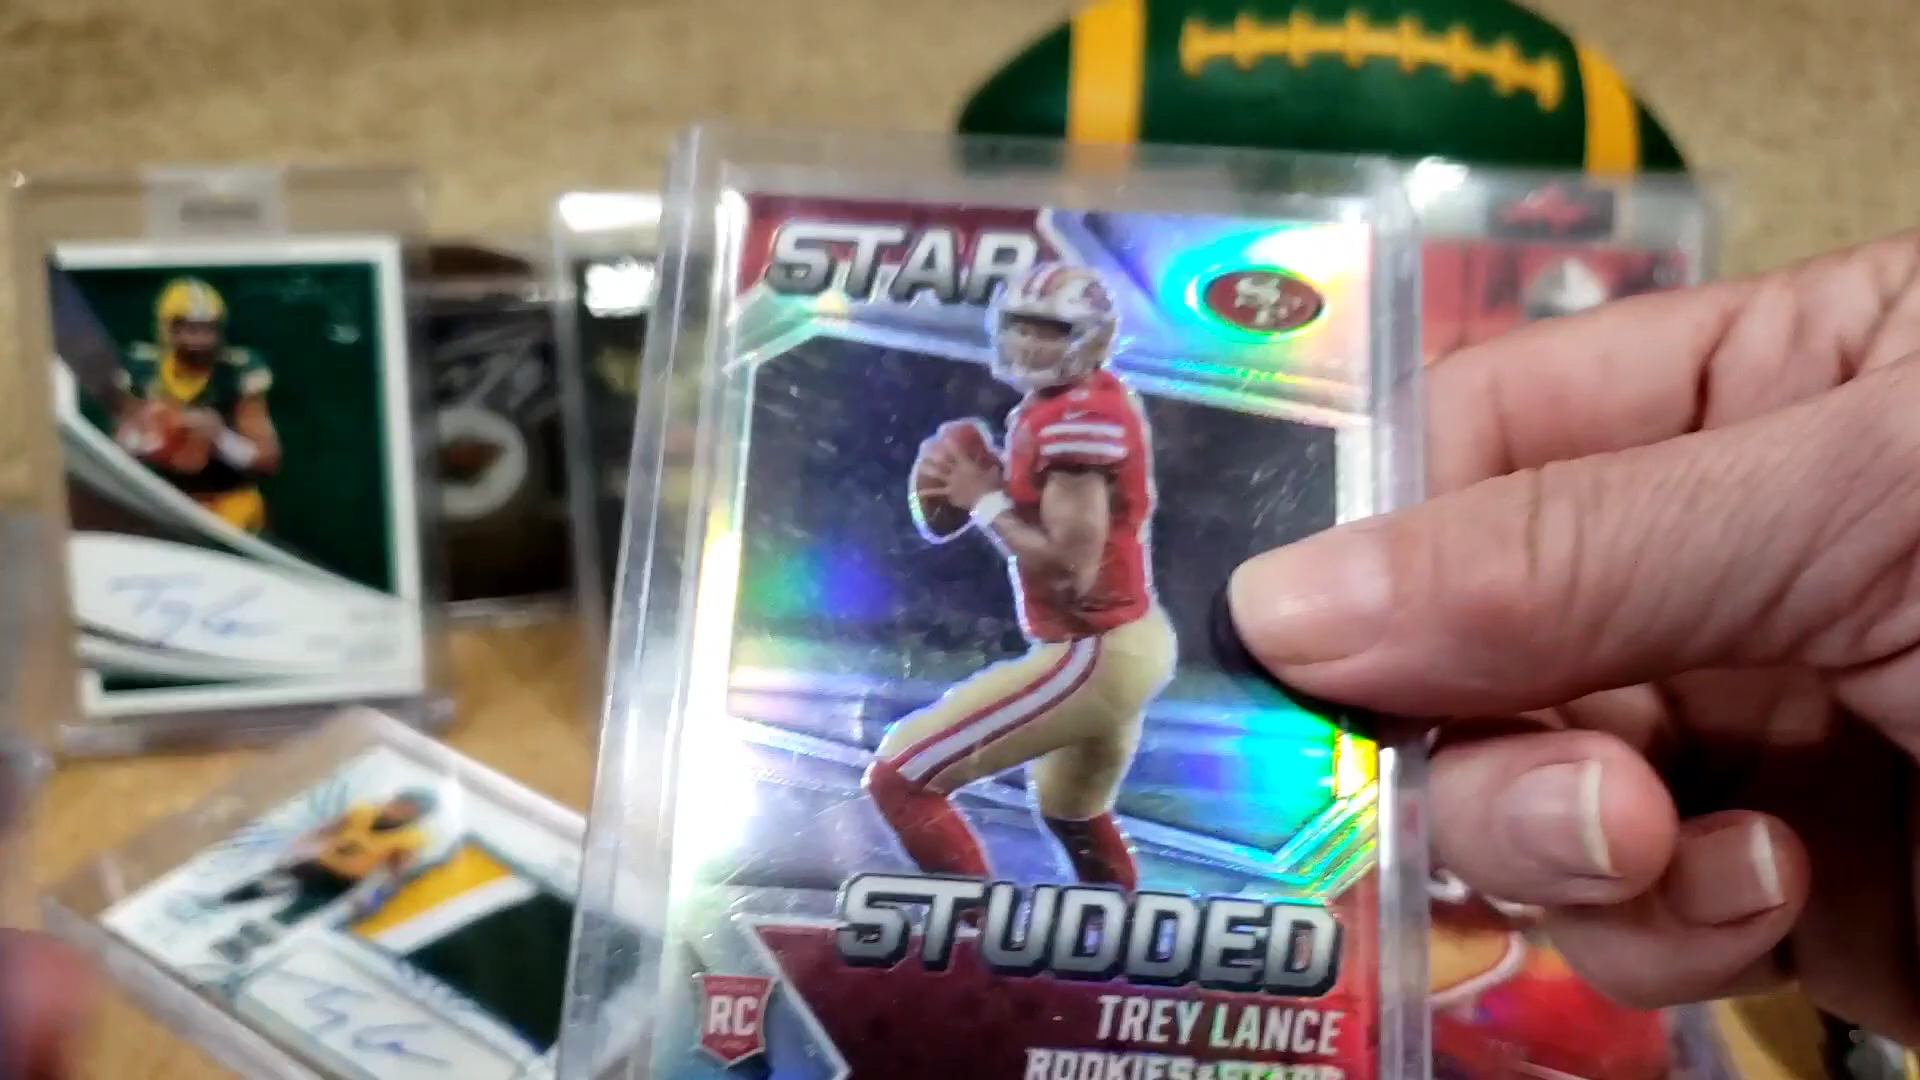 STAR
STUDDED
RC
TREY LANCE
ROOKIES & STARS